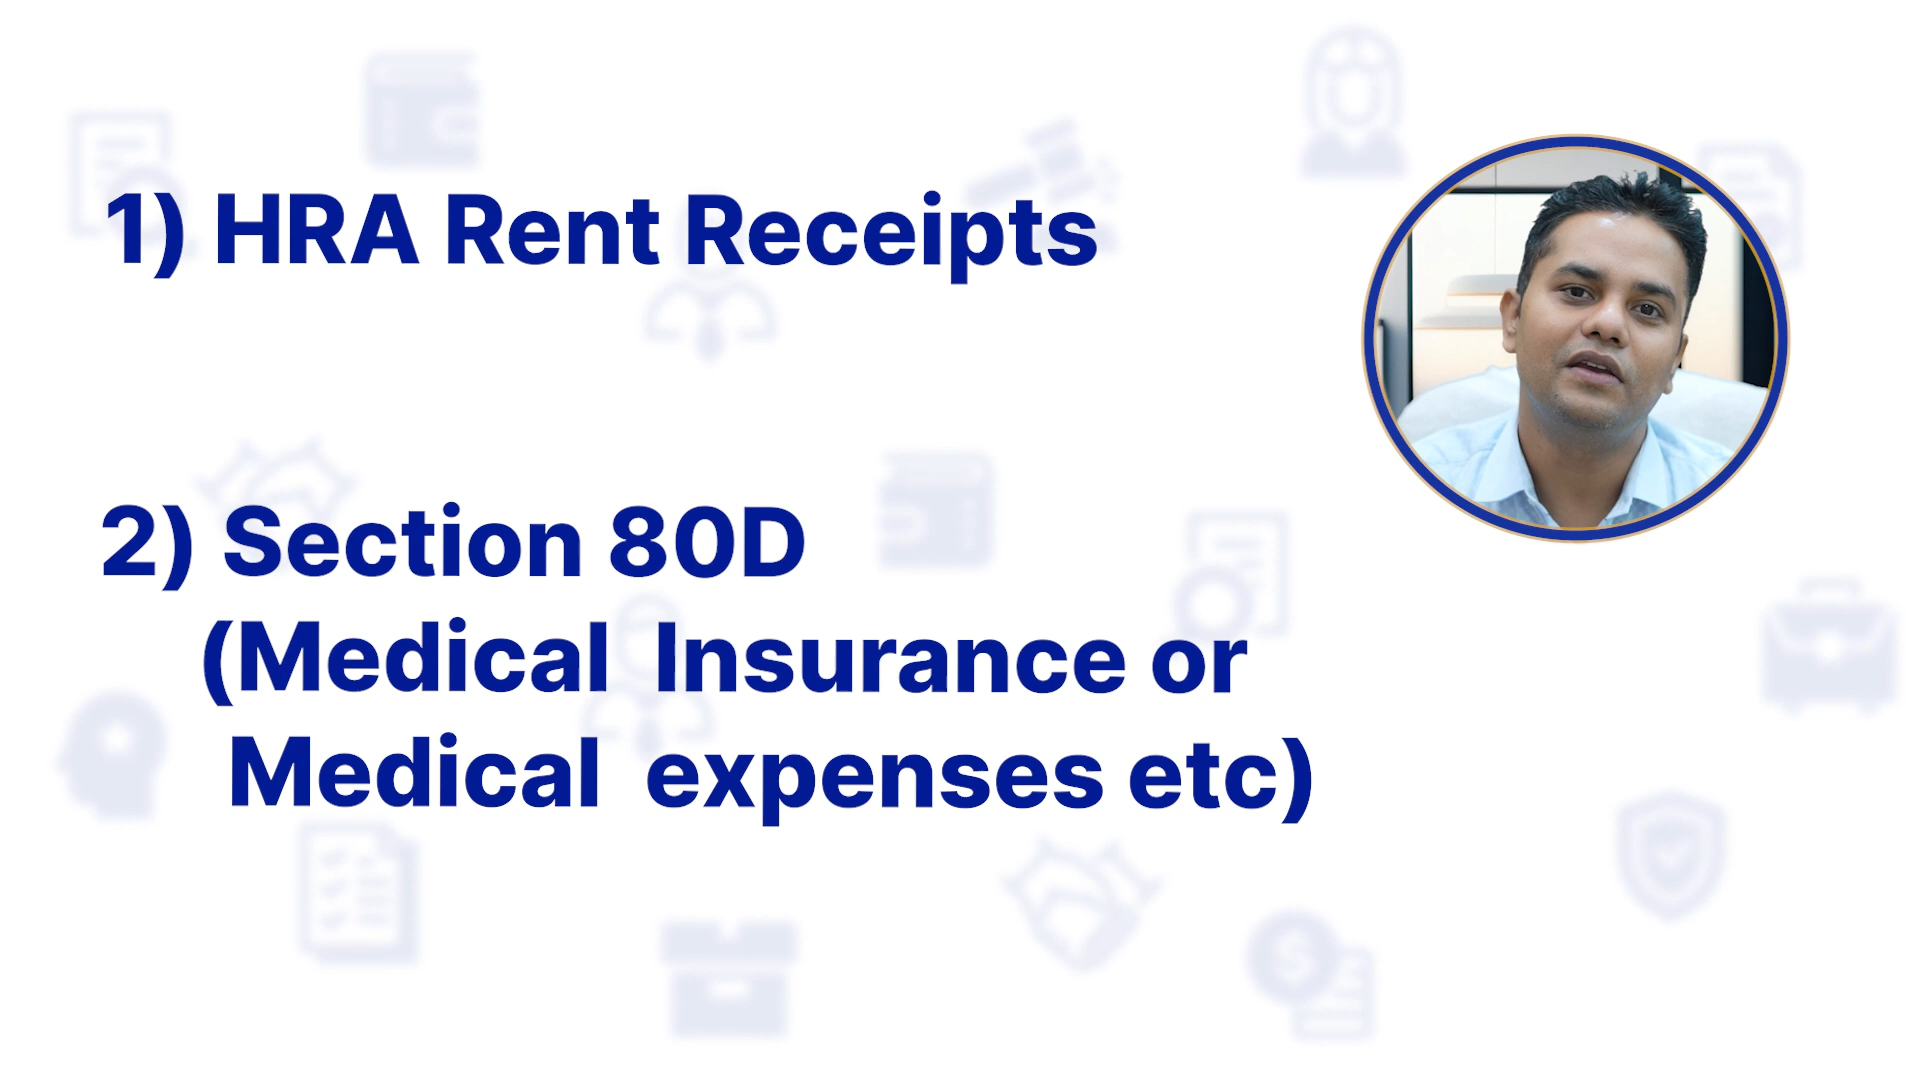 1) HRA Rent Receipts
2) Section 80D
(Medical Insurance or
Medical expenses etc)